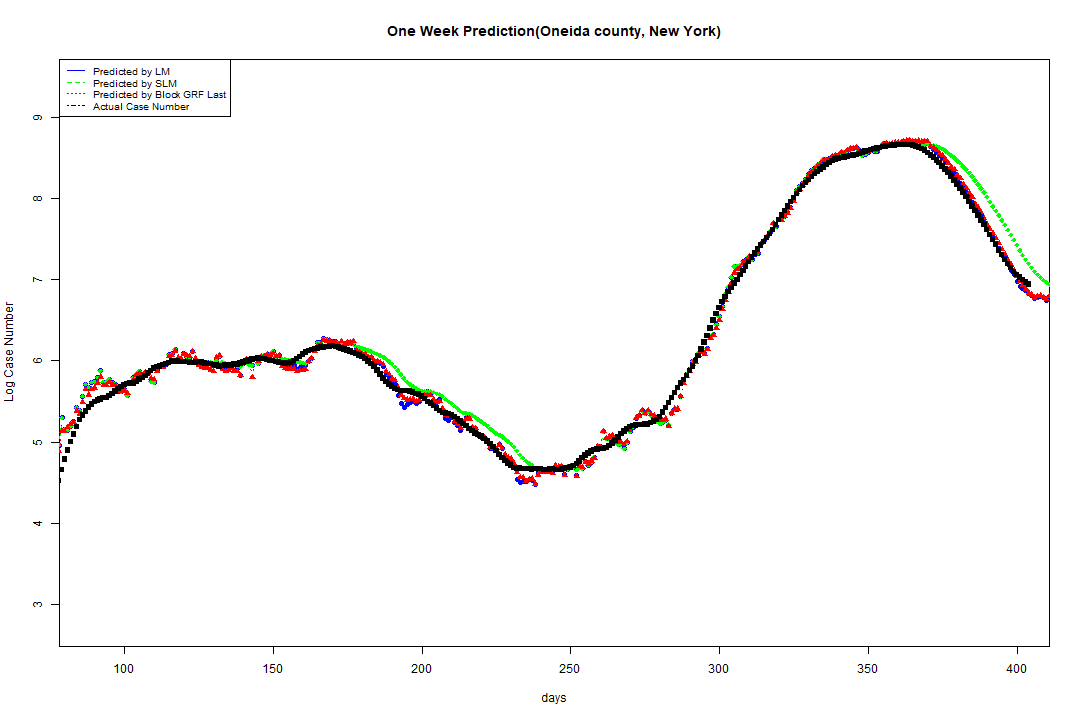 One Week Prediction(Oneida county, New York)
Predicted by LM
Predicted by SLM
Predicted by Block GRF Last
Actual Case Number
9
8
7
6
5
4
3
Log Case Number
100 150 200 250 300 350 400
days